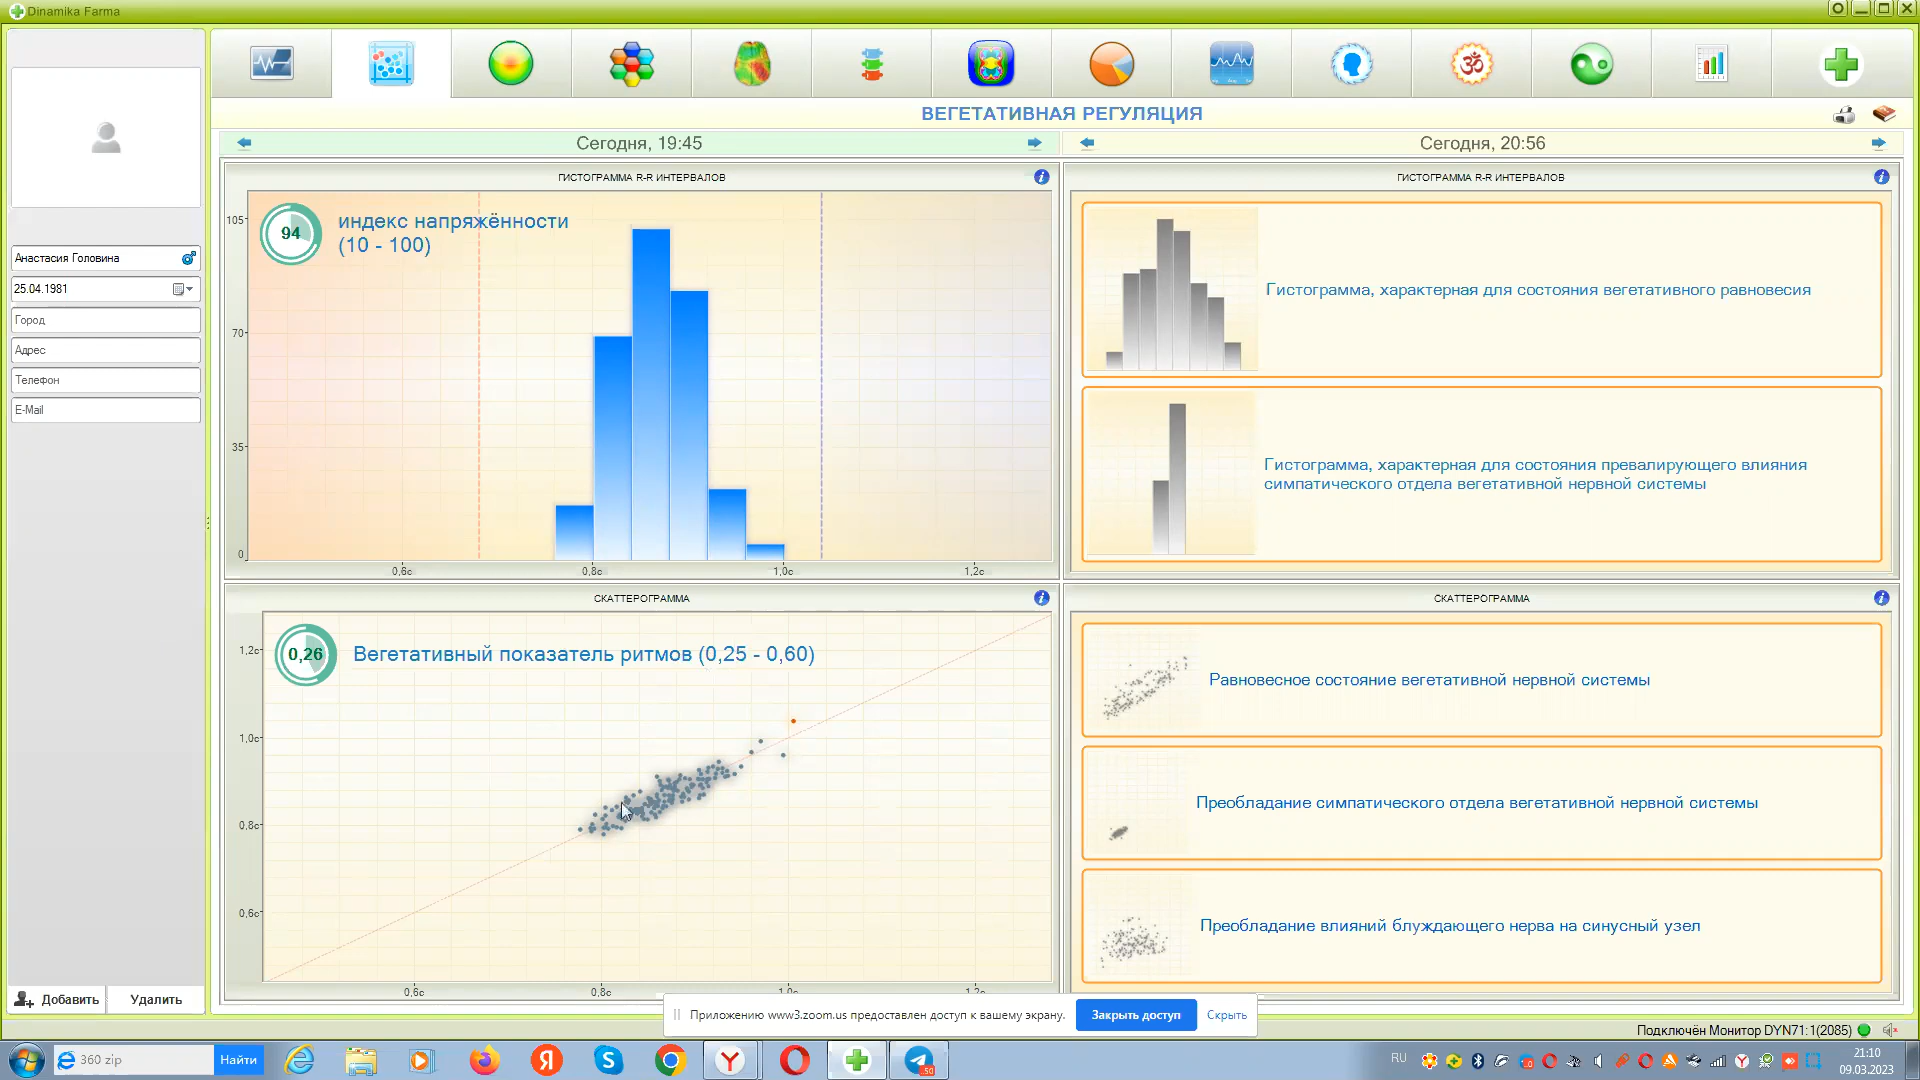 Dinamika Farma
ВЕГЕТАТИВНАЯ РЕГУЛЯЦИЯ
Сегодня, 19:45
Сегодня, 20:56
ГИСТОГРАММА R-R ИНТЕРВАЛОВ
ГИСТОГРАММА R-R ИНТЕРВАЛОВ
94
индекс напряжённости
(10 - 100)
105
70
35
0
0,6с
0,8с
1,0с
1,2с
Гистограмма, характерная для состояния вегетативного равновесия
Гистограмма, характерная для состояния превалирующего влияния
симпатического отдела вегетативной нервной системы
Анастасия Головина
25.04.1981
Город
Адрес
Телефон
E-Mail
СКАТТЕРОГРАММА
СКАТТЕРОГРАММА
0,26
Вегетативный показатель ритмов (0,25 - 0,60)
1,2с
1,0с
0,8с
0,6с
0,6с
0,8с
1,0с
1,2с
Равновесное состояние вегетативной нервной системы
Преобладание симпатического отдела вегетативной нервной системы
Преобладание влияний блуждающего нерва на синусный узел
Добавить
Удалить
Приложению www3.zoom.us предоставлен доступ к вашему экрану.
Закрыть доступ
Скрыть
Подключён Монитор DYN71:1(2085)
360 zip
Найти
50
RU
21:10
09.03.2023